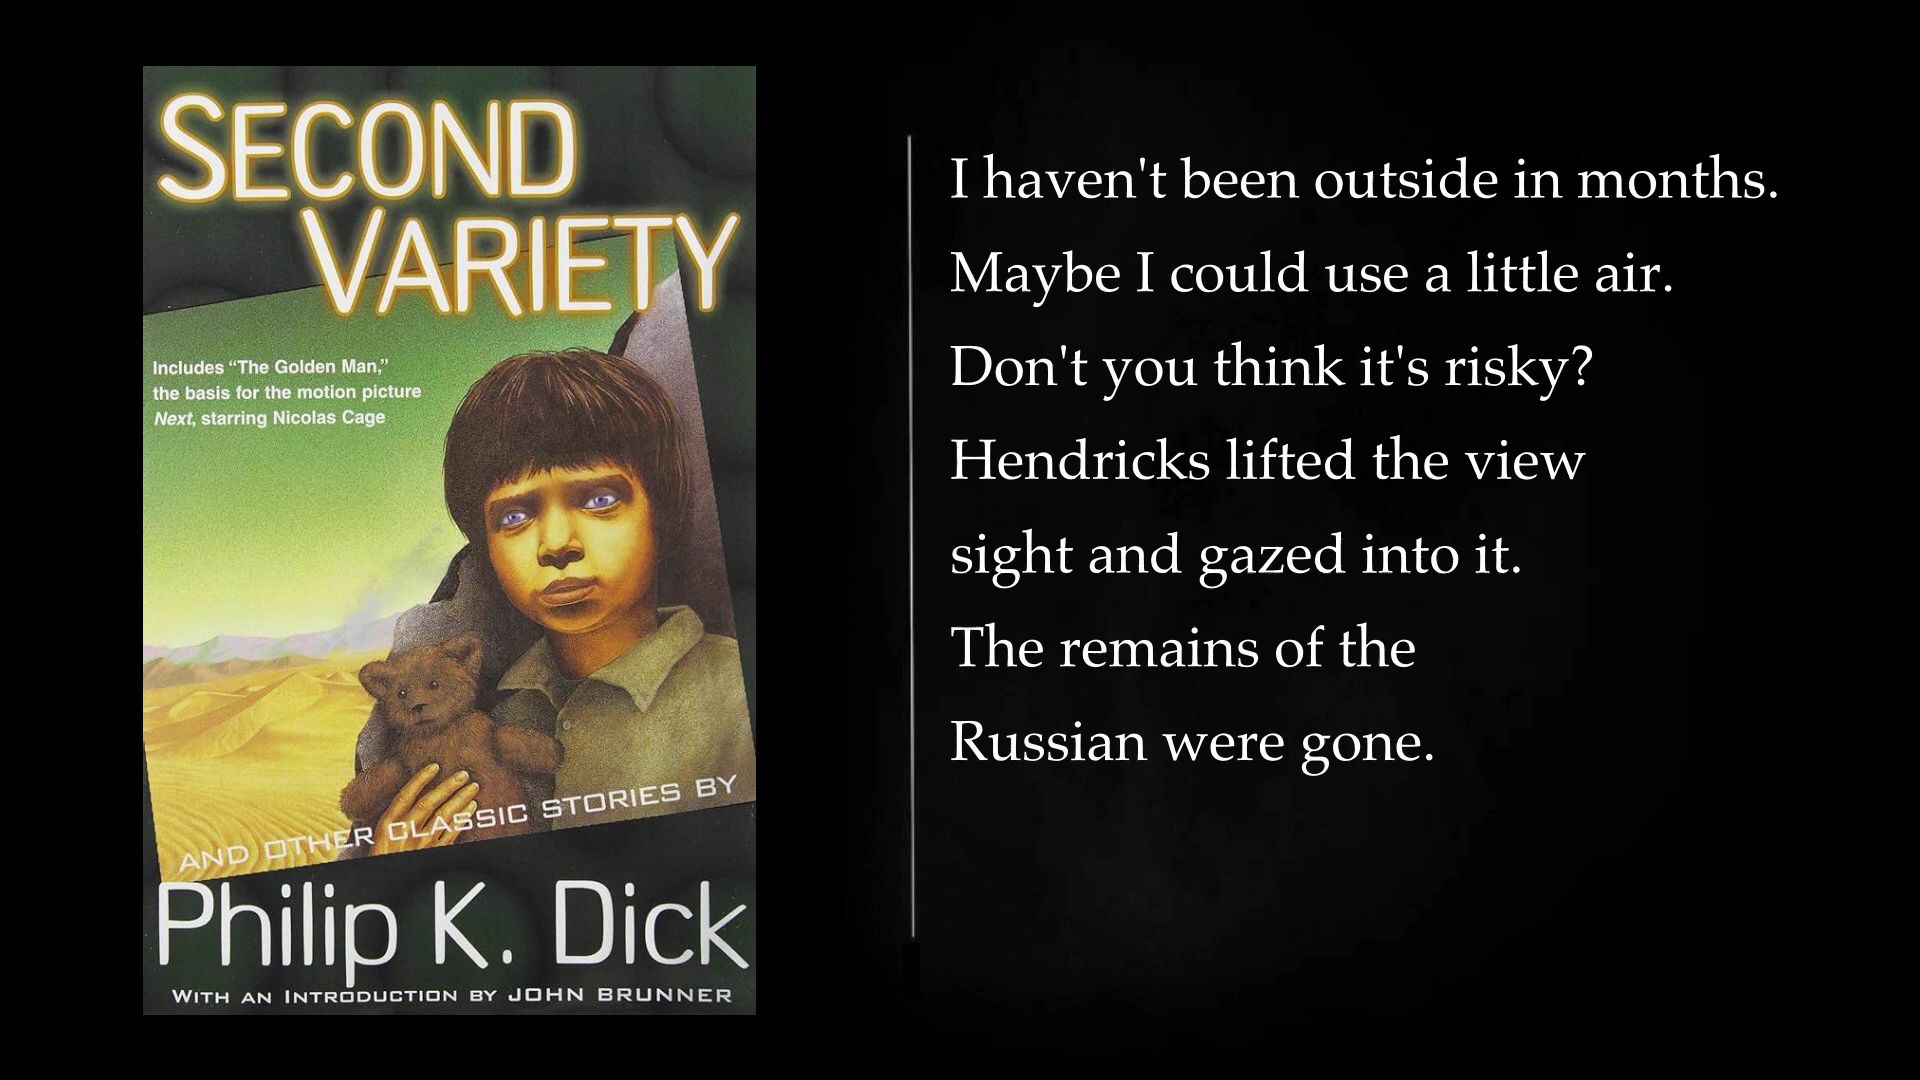 SECOND
VARIETY
Includes “The Golden Man,”
the basis for the motion picture
Next, starring Nicolas Cage
AND OTHER CLASSIC STORIES BY
Philip K. Dick
WITH AN INTRODUCTION BY JOHN BRUNNER
I haven't been outside in months.
Maybe I could use a little air.
Don't you think it's risky?
Hendricks lifted the view
sight and gazed into it.
The remains of the
Russian were gone.